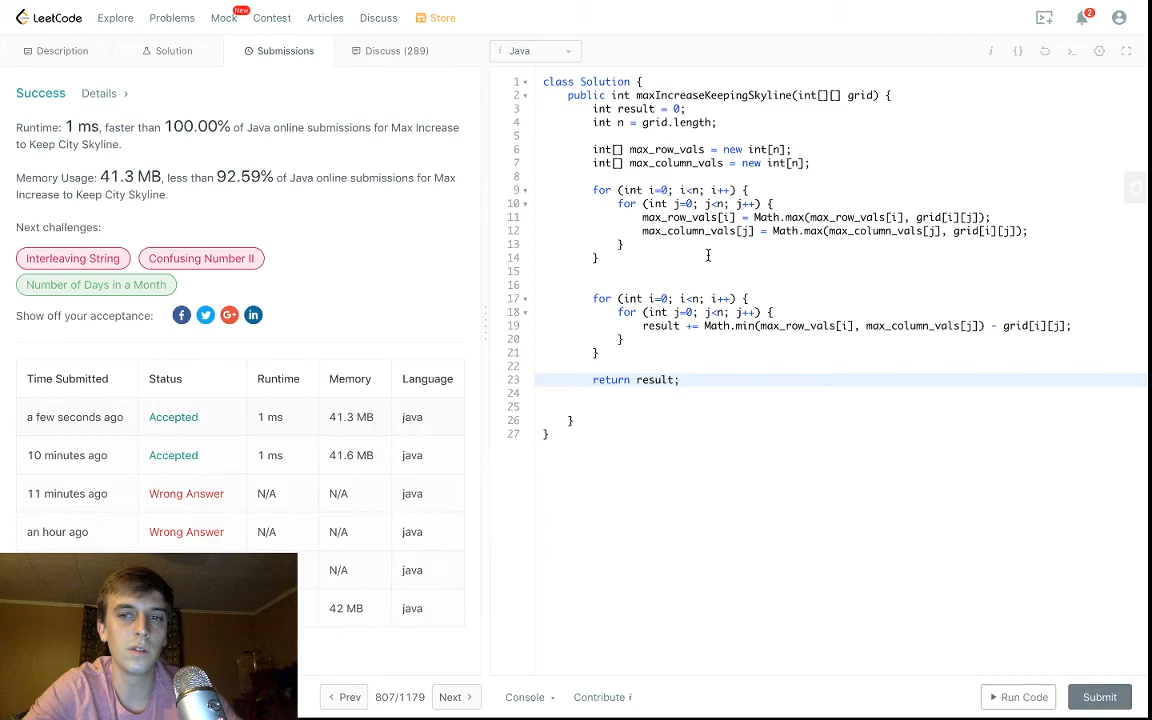 LeetCode Explore Problems Mock New Contest Articles Discuss Store 2
Description Solution Submissions Discuss (289)
i Java i {}
Success Details >
Runtime: 1 ms, faster than 100.00% of Java online submissions for Max Increase
to Keep City Skyline.
Memory Usage: 41.3 MB, less than 92.59% of Java online submissions for Max
Increase to Keep City Skyline.
Next challenges:
Interleaving String Confusing Number II
Number of Days in a Month
Show off your acceptance: f G+ in
Time Submitted Status Runtime Memory Language
a few seconds ago Accepted 1 ms 41.3 MB java
10 minutes ago Accepted 1 ms 41.6 MB java
11 minutes ago Wrong Answer N/A N/A java
an hour ago Wrong Answer N/A N/A java
N/A java
42 MB java
‹ Prev 807/1179 Next ›
1 class Solution {
2 public int maxIncreaseKeepingSkyline(int[][] grid) {
3 int result = 0;
4 int n = grid.length;
5
6 int[] max_row_vals = new int[n];
7 int[] max_column_vals = new int[n];
8
9 for (int i=0; i<n; i++) {
10 for (int j=0; j<n; j++) {
11 max_row_vals[i] = Math.max(max_row_vals[i], grid[i][j]);
12 max_column_vals[j] = Math.max(max_column_vals[j], grid[i][j]);
13 }
14 }
15
16
17 for (int i=0; i<n; i++) {
18 for (int j=0; j<n; j++) {
19 result += Math.min(max_row_vals[i], max_column_vals[j]) - grid[i][j];
20 }
21 }
22
23 return result;
24
25
26 }
27 }
Console Contribute i Run Code Submit